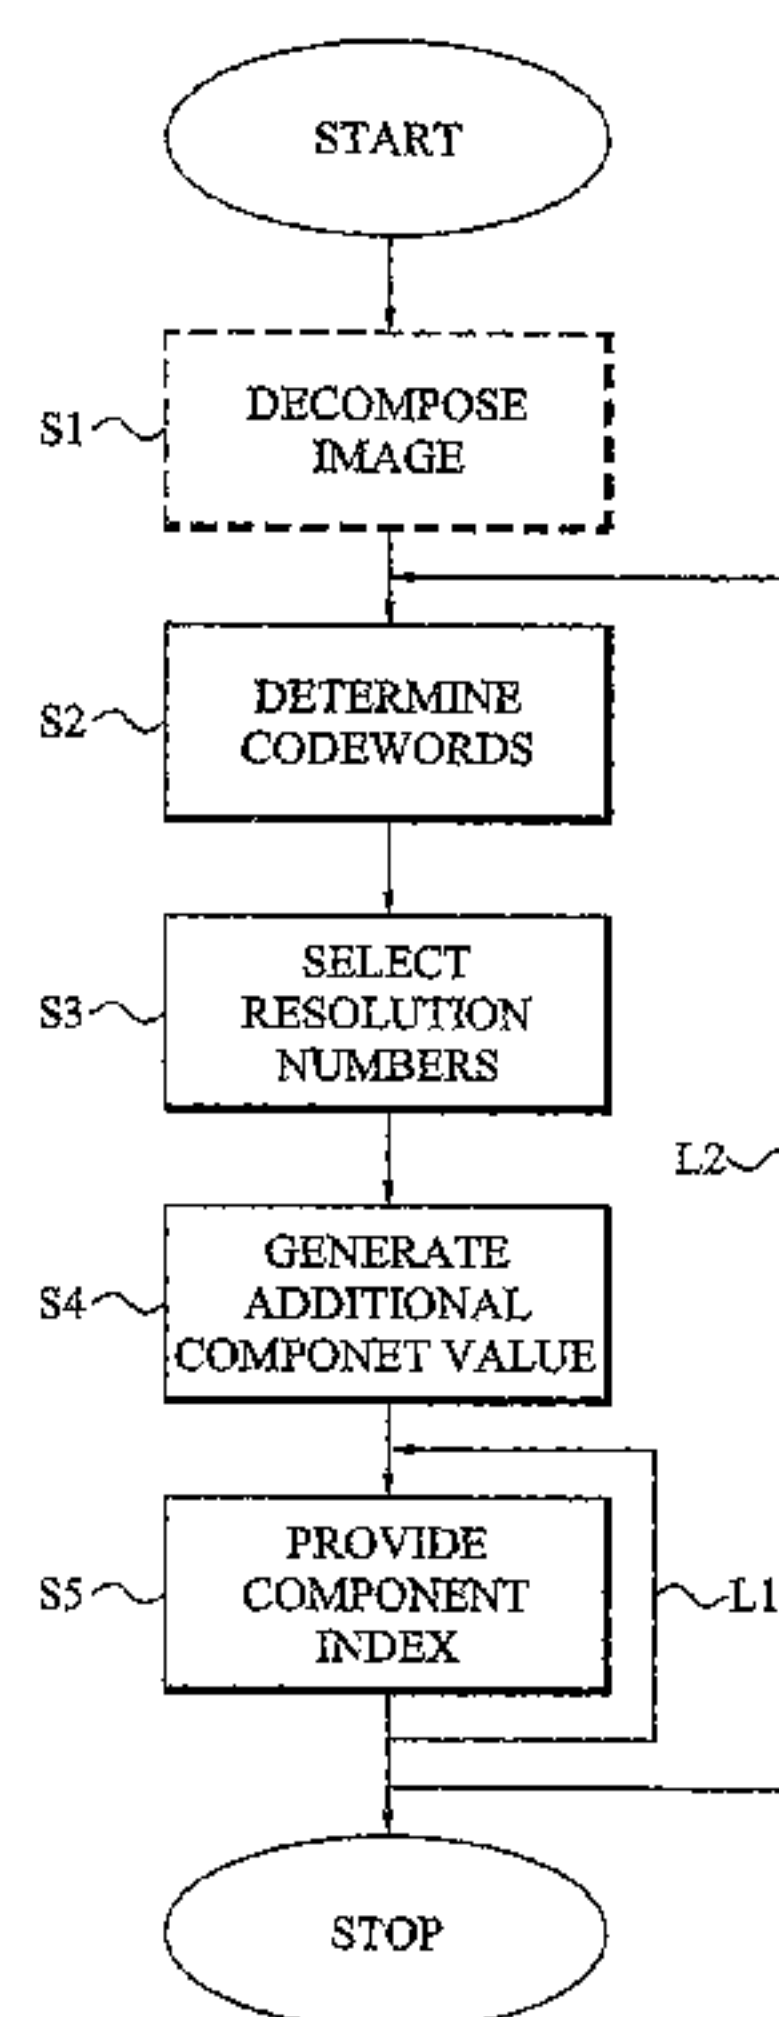 START
S1
DECOMPOSE
IMAGE
S2
DETERMINE
CODEWORDS
S3
SELECT
RESOLUTION
NUMBERS
L2
S4
GENERATE
ADDITIONAL
COMPONET VALUE
S5
PROVIDE
COMPONENT
INDEX
L1
STOP